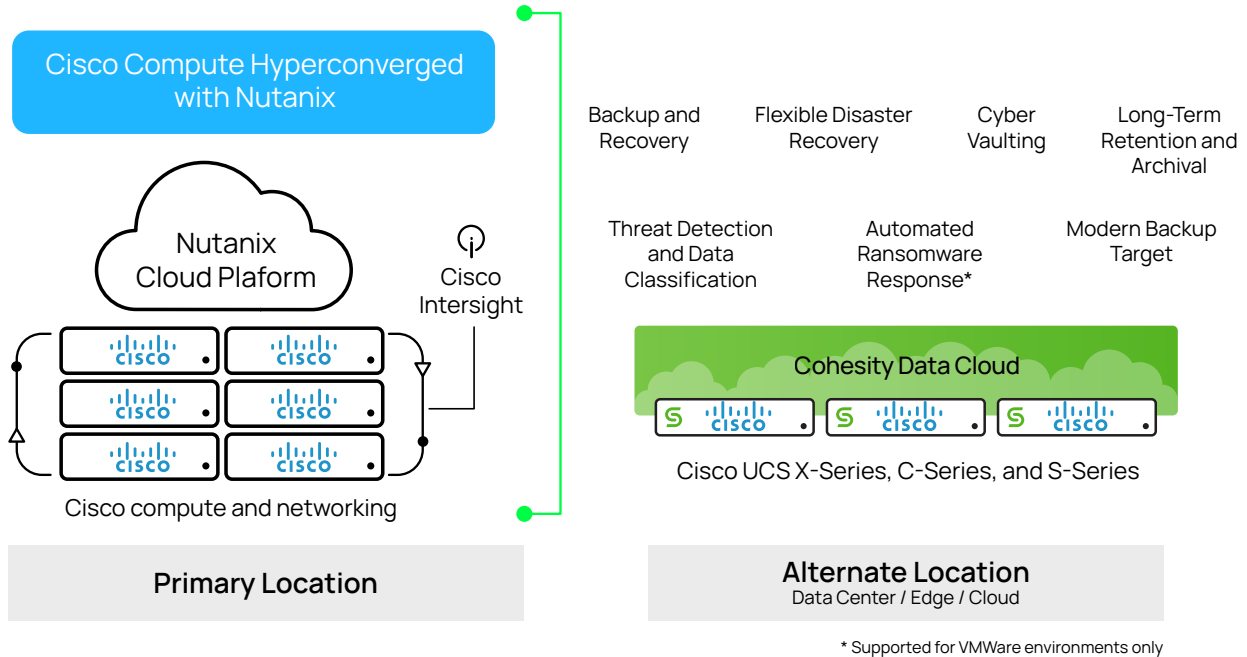 Cisco Compute Hyperconverged
with Nutanix
Nutanix
Cloud Plaform
Cisco
Intersight
CISCO
CISCO
CISCO
CISCO
CISCO
CISCO
Cisco compute and networking
Primary Location
Backup and
Recovery
Flexible Disaster
Recovery
Cyber
Vaulting
Long-Term
Retention and
Archival
Threat Detection
and Data
Classification
Automated
Ransomware
Response*
Modern Backup
Target
Cohesity Data Cloud
CISCO
CISCO
CISCO
Cisco UCS X-Series, C-Series, and S-Series
Alternate Location
Data Center / Edge / Cloud
* Supported for VMWare environments only